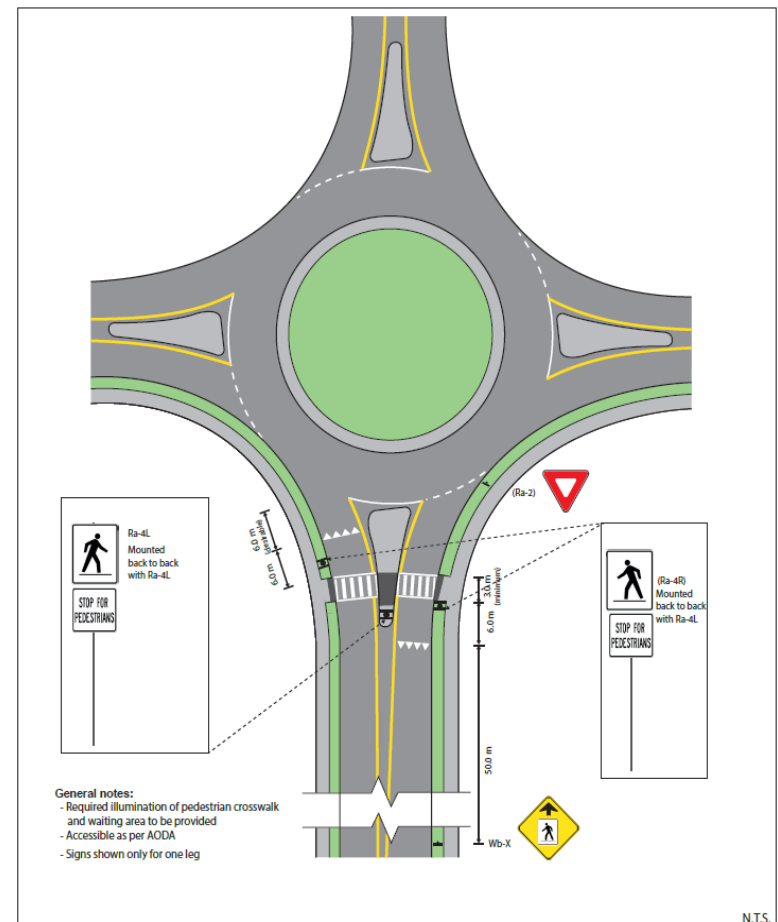 (Ra-2)
Ra-4L
Mounted
back to back
with Ra-4L
STOP FOR
PEDESTRIANS
6.0 m
(desirable)
6.0 m
3.0 m
(minimum)
6.0 m
(Ra-4R)
Mounted
back to back
with Ra-4L
STOP FOR
PEDESTRIANS
50.0 m
General notes:
- Required illumination of pedestrian crosswalk
and waiting area to be provided
- Accessible as per AODA
- Signs shown only for one leg
Wb-X
N.T.S.